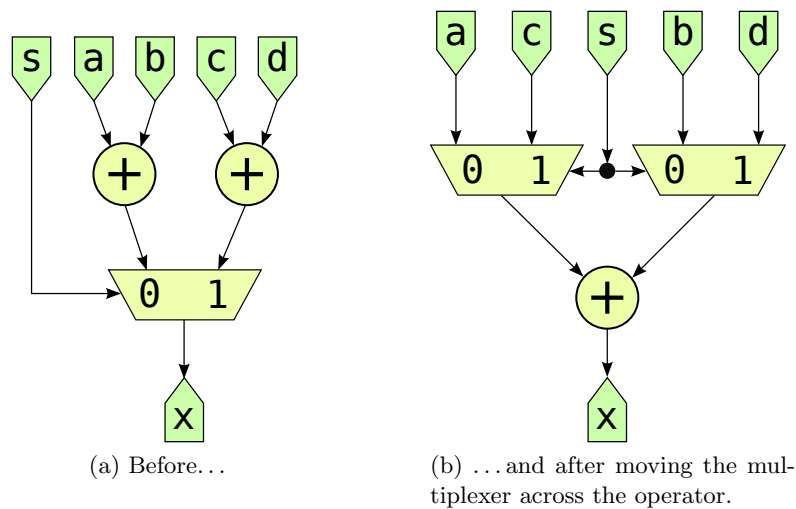 s a b c d
+ +
0 1
x
(a) Before...
a c s b d
0 1 0 1
+
x
(b) ...and after moving the mul-
tiplexer across the operator.